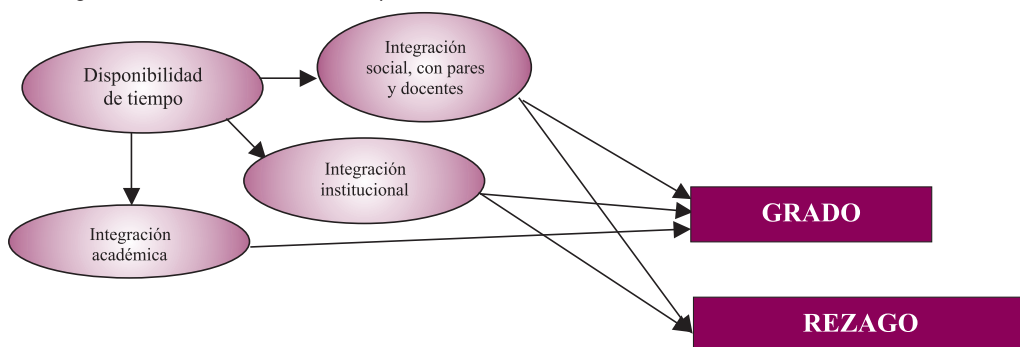 Disponibilidad
de tiempo
Integración
social, con pares
y docentes
Integración
institucional
Integración
académica
GRADO
REZAGO